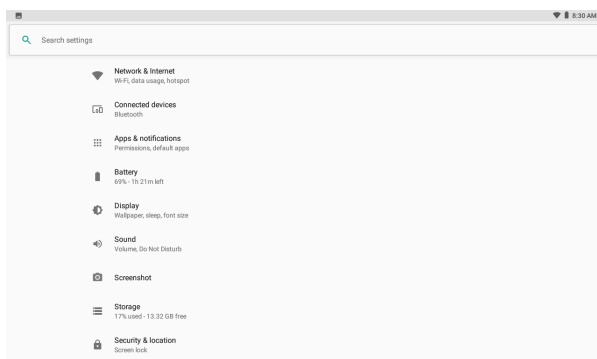 8:30 AM
Search settings
Network & Internet
Wi-Fi, data usage, hotspot
Connected devices
Bluetooth
Apps & notifications
Permissions, default apps
Battery
69% - 1h 21m left
Display
Wallpaper, sleep, font size
Sound
Volume, Do Not Disturb
Screenshot
Storage
17% used - 13.32 GB free
Security & location
Screen lock